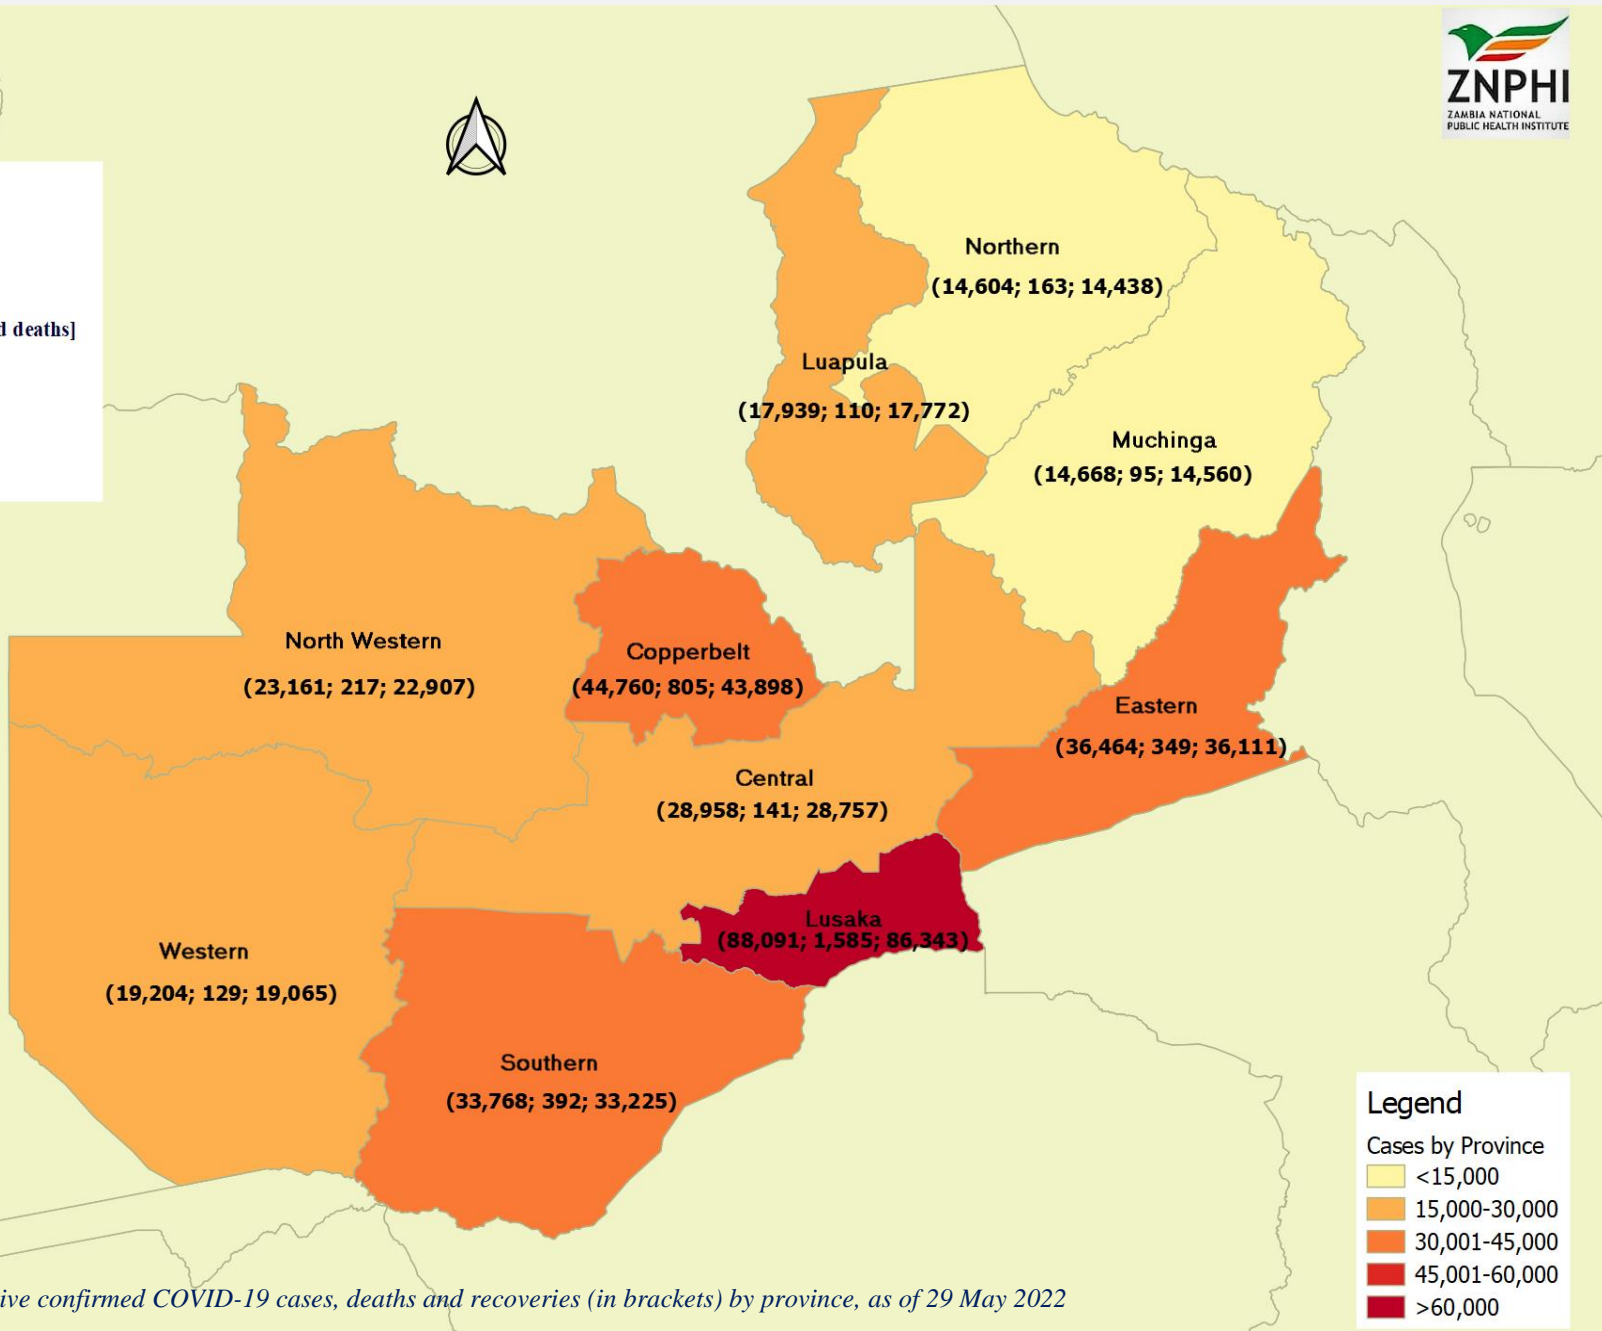 ZNPHI
ZAMBIA NATIONAL
PUBLIC HEALTH INSTITUTE
deaths]
Northern
(14,604; 163; 14,438)
Luapula
(17,939; 110; 17,772)
Muchinga
(14,668; 95; 14,560)
North Western
(23,161; 217; 22,907)
Copperbelt
(44,760; 805; 43,898)
Eastern
(36,464; 349; 36,111)
Central
(28,958; 141; 28,757)
Lusaka
(88,091; 1,585; 86,343)
Western
(19,204; 129; 19,065)
Southern
(33,768; 392; 33,225)
Legend
Cases by Province
<15,000
15,000-30,000
30,001-45,000
45,001-60,000
>60,000
ive confirmed COVID-19 cases, deaths and recoveries (in brackets) by province, as of 29 May 2022